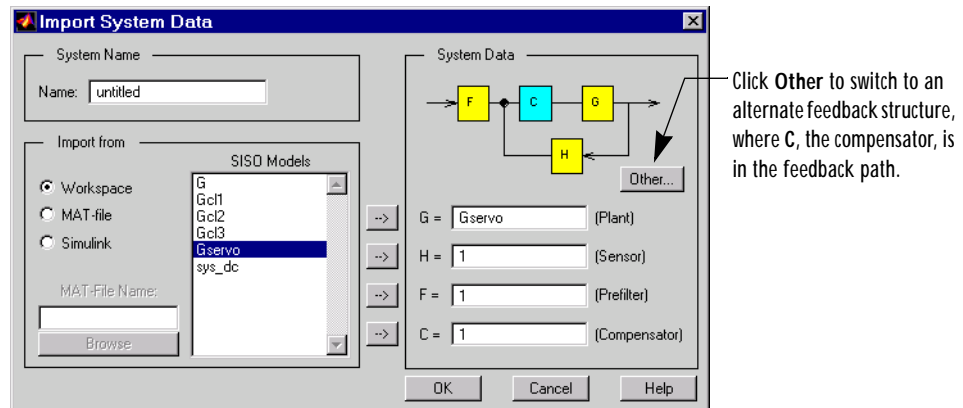 Import System Data
System Name
Name: untitled
Import from
Workspace
MAT-file
Simulink
MAT-File Name:
Browse
SISO Models
G
Gcl1
Gcl2
Gcl3
Gservo
sys_dc
-->
-->
-->
-->
System Data
F
C
G
H
Other...
G = Gservo (Plant)
H = 1 (Sensor)
F = 1 (Prefilter)
C = 1 (Compensator)
OK Cancel Help
Click Other to switch to an
alternate feedback structure,
where C, the compensator, is
in the feedback path.